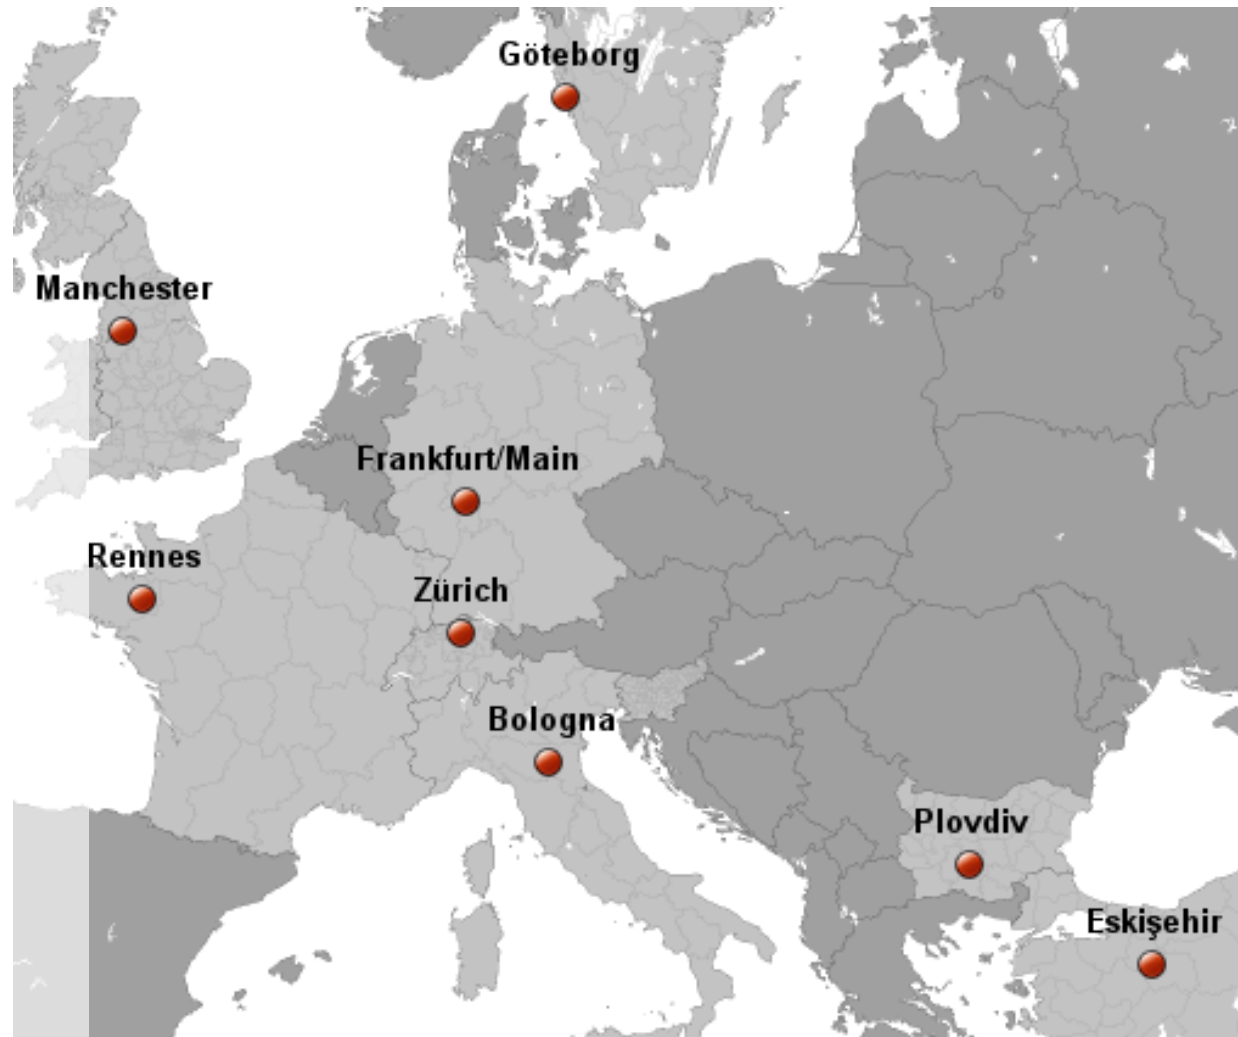 Göteborg
Manchester
Frankfurt/Main
Rennes
Zürich
Bologna
Plovdiv
Eskişehir